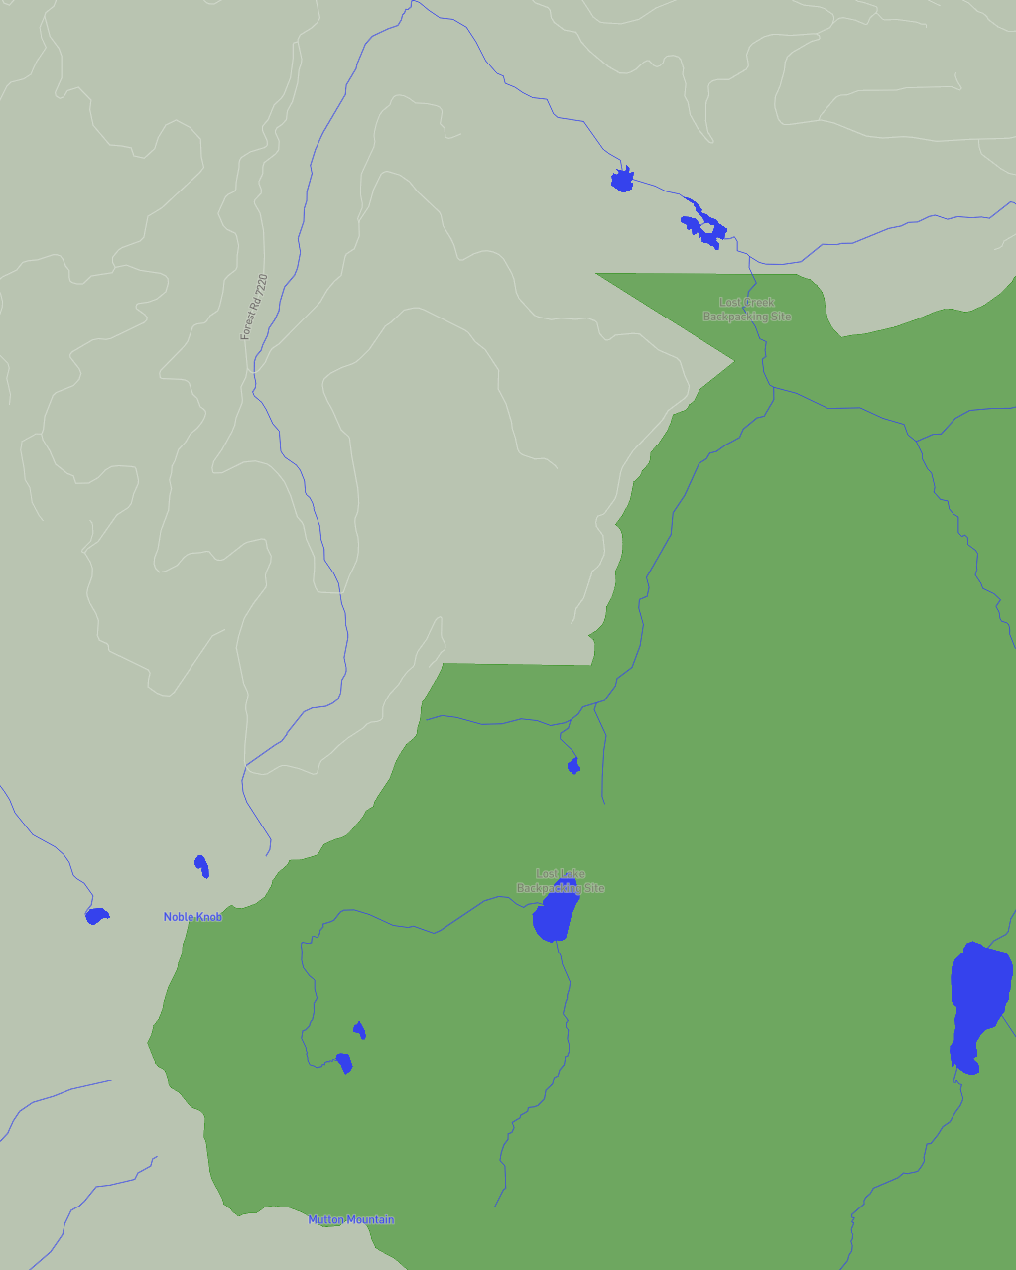 Forest Rd 7220
Lost Creek
Backpacking Site
Lost Lake
Backpacking Site
Noble Knob
Mutton Mountain